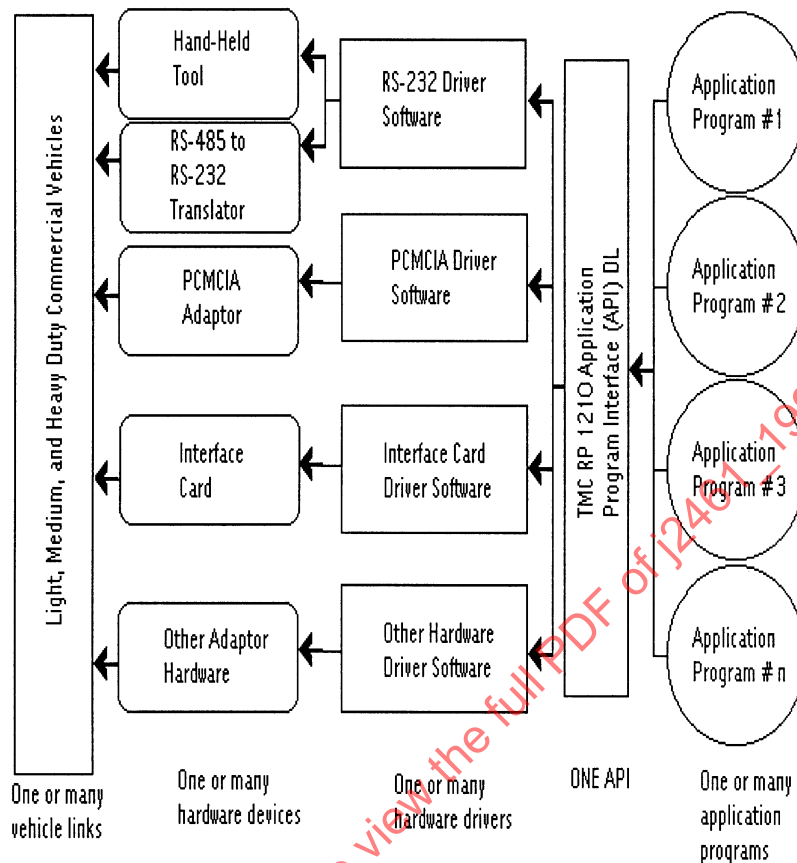 Light, Medium, and Heavy Duty Commercial Vehicles
Hand-Held
Tool
RS-485 to
RS-232
Translator
PCMCIA
Adaptor
Interface
Card
Other Adaptor
Hardware
RS-232 Driver
Software
PCMCIA Driver
Software
Interface Card
Driver Software
Other Hardware
Driver Software
TMC RP 1210 Application
Program Interface (API) DL
Application
Program #1
Application
Program #2
Application
Program #3
Application
Program #n
One or many
vehicle links
One or many
hardware devices
One or many
hardware drivers
ONE API
One or many
application
programs
view the full PDF of j2461_19